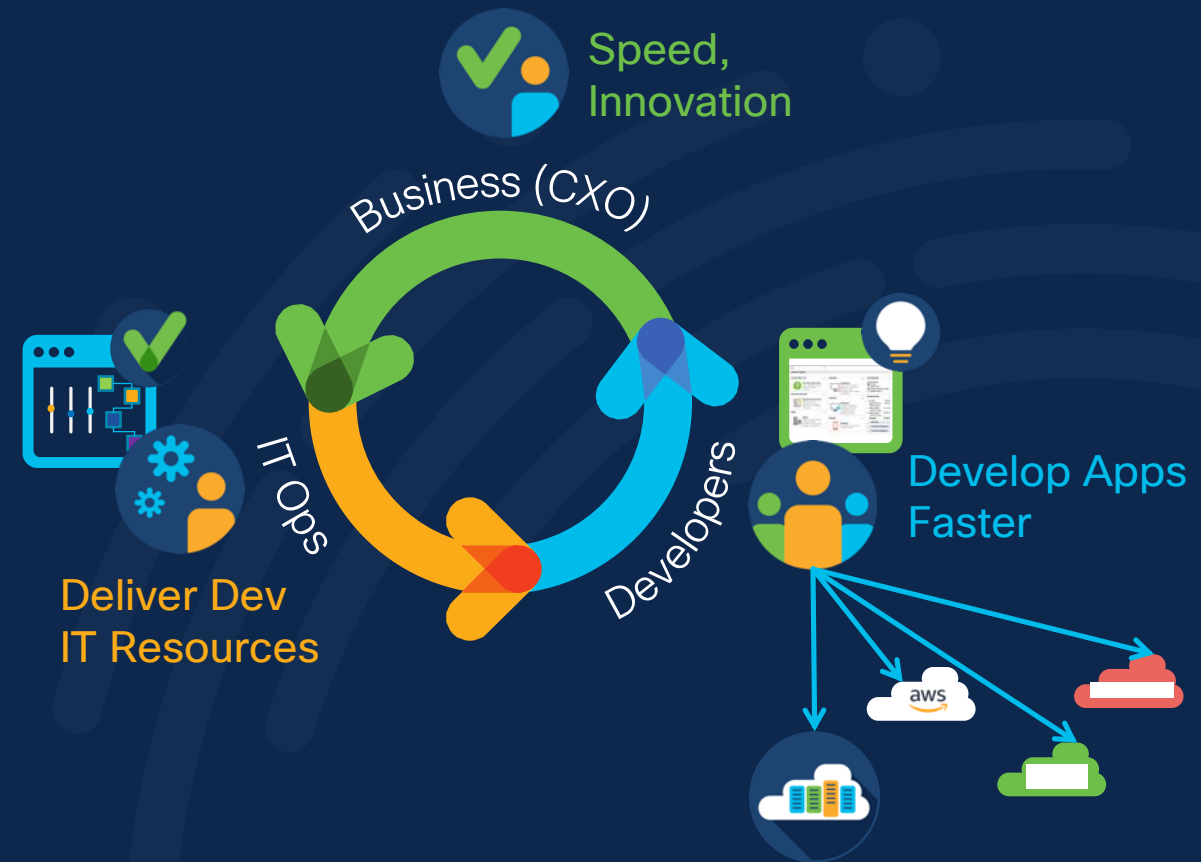 Speed,
Innovation
Business (CXO)
IT Ops
Developers
Deliver Dev
IT Resources
Develop Apps
Faster
aws